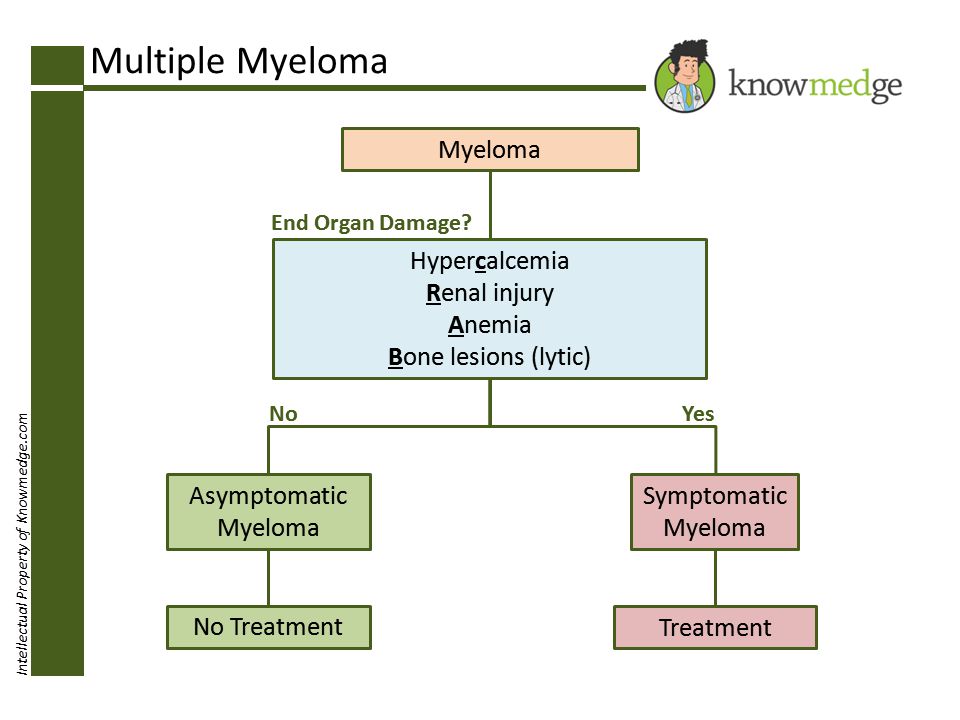 Multiple Myeloma
knowmedge
Myeloma
End Organ Damage?
Hypercalcemia
Renal injury
Anemia
Bone lesions (lytic)
No
Yes
Asymptomatic
Myeloma
Symptomatic
Myeloma
No Treatment
Treatment
Intellectual Property of Knowmedge.com